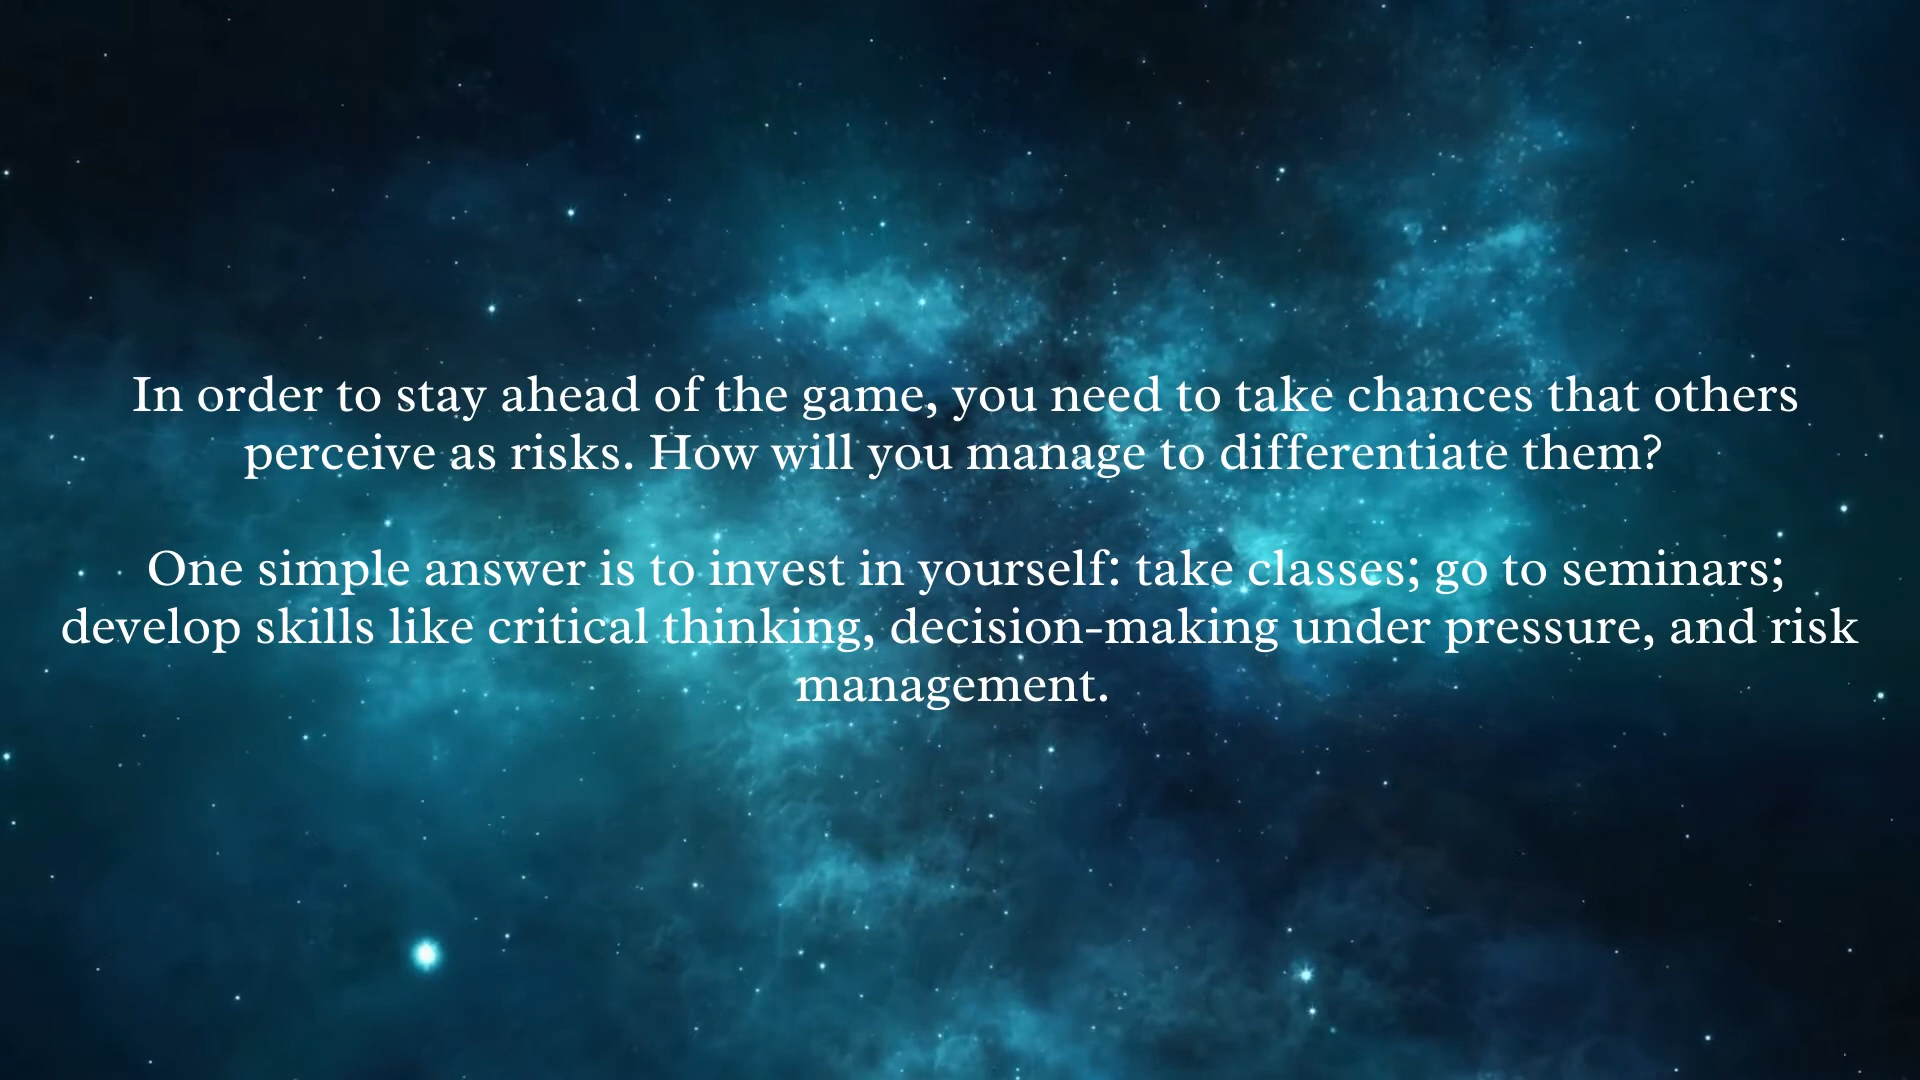 In order to stay ahead of the game, you need to take chances that others
perceive as risks. How will you manage to differentiate them?
One simple answer is to invest in yourself: take classes; go to seminars;
develop skills like critical thinking, decision-making under pressure, and risk
management.